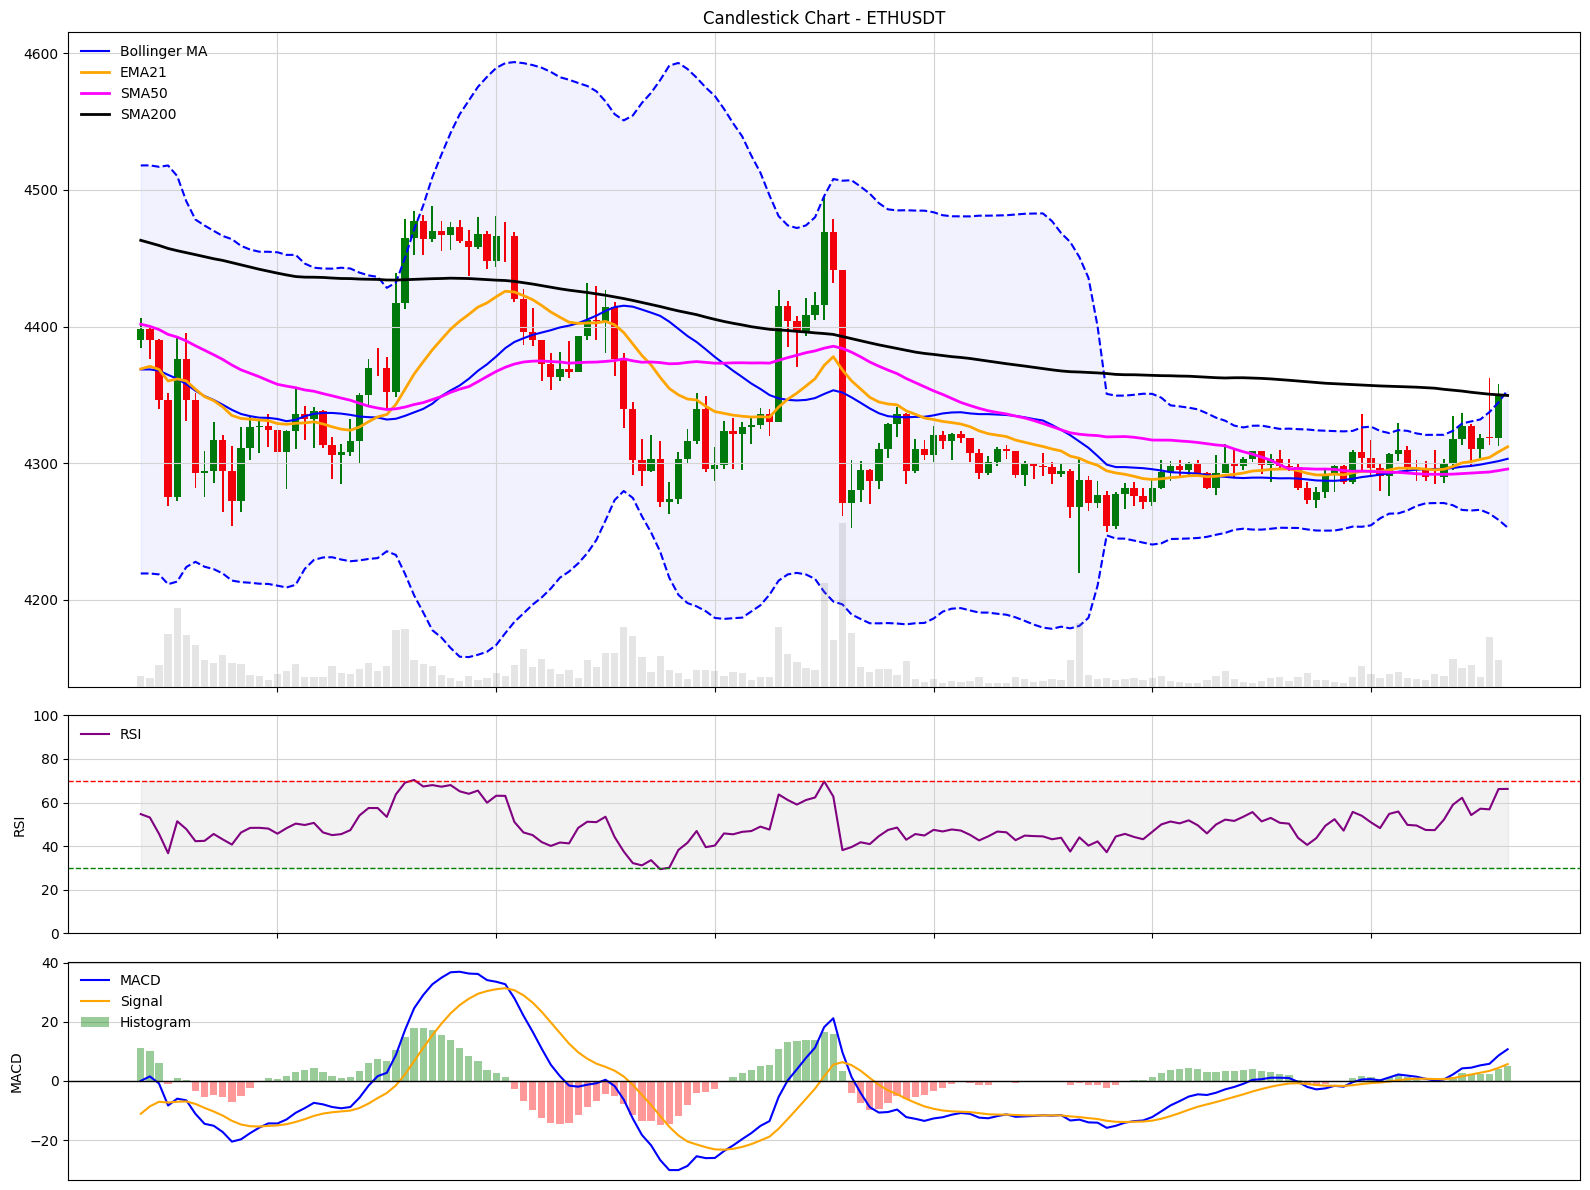 Candlestick Chart - ETHUSDT
Bollinger MA
EMA21
SMA50
SMA200
4600
4500
4400
4300
4200
RSI
100
80
60
40
20
0
RSI
MACD
Signal
Histogram
40
20
0
−20
MACD